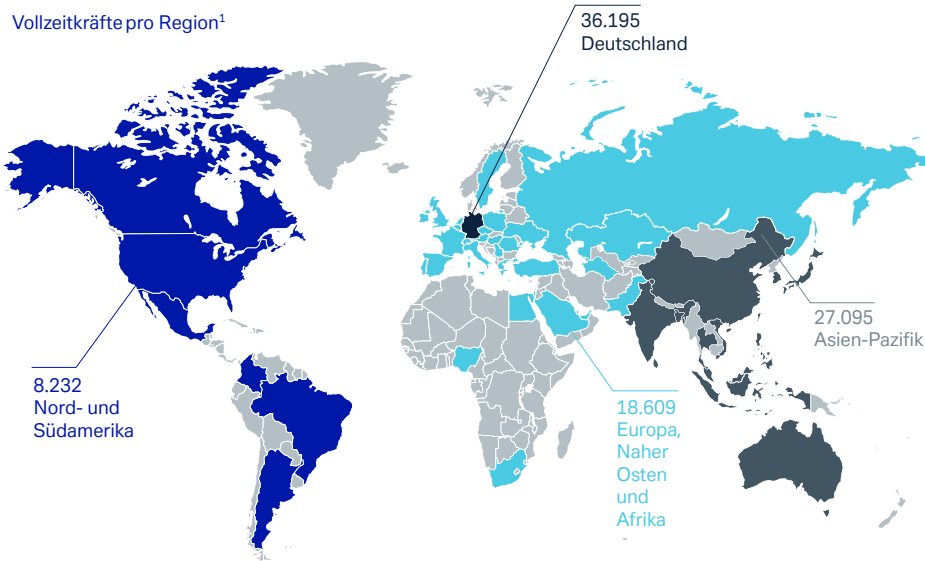 Vollzeitkräfte pro Region¹
36.195
Deutschland
27.095
Asien-Pazifik
8.232
Nord- und
Südamerika
18.609
Europa,
Naher
Osten
und
Afrika